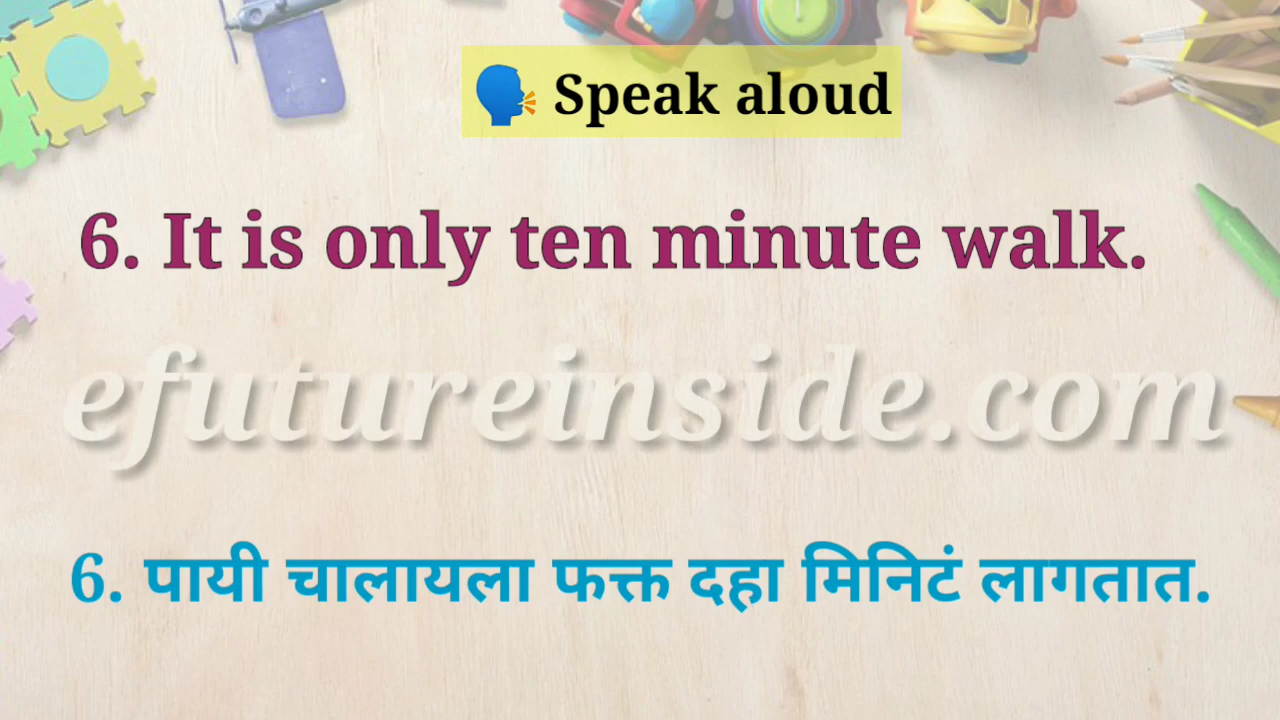 🗣️ Speak aloud
6. It is only ten minute walk.
efutureinside.com
6. पायी चालायला फक्त दहा मिनिटं लागतात.